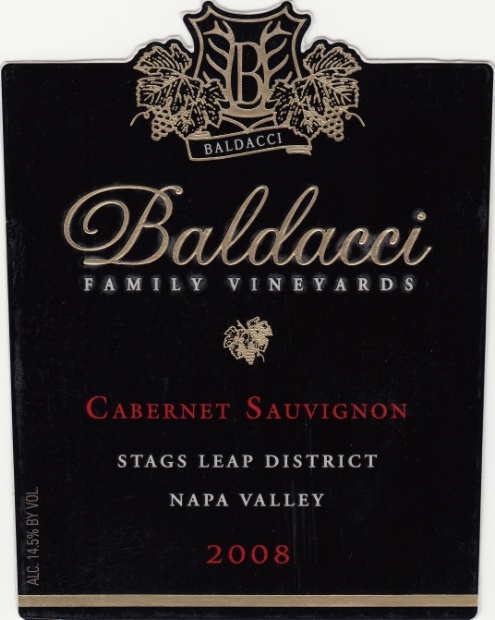 B
BALDACCI
Baldacci
FAMILY VINEYARDS
CABERNET SAUVIGNON
STAGS LEAP DISTRICT
NAPA VALLEY
2008
ALC. 14.5% BY VOL.